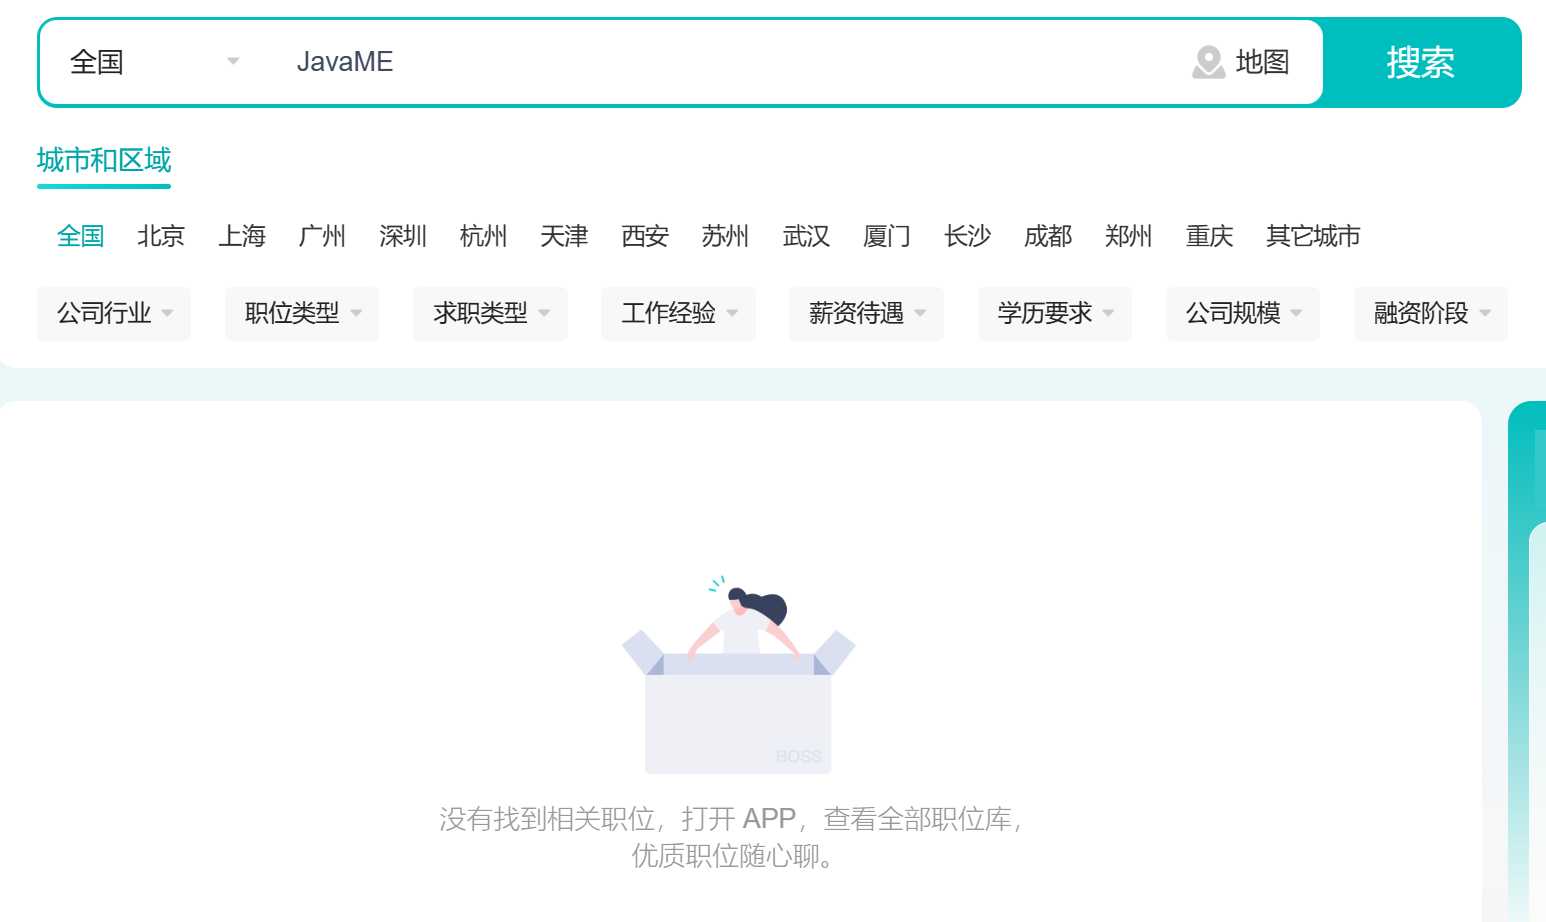 全国 JavaME 地图 搜索
城市和区域
全国 北京 上海 广州 深圳 杭州 天津 西安 苏州 武汉 厦门 长沙 成都 郑州 重庆 其它城市
公司行业 职位类型 求职类型 工作经验 薪资待遇 学历要求 公司规模 融资阶段
BOSS
没有找到相关职位，打开 APP，查看全部职位库，
优质职位随心聊。